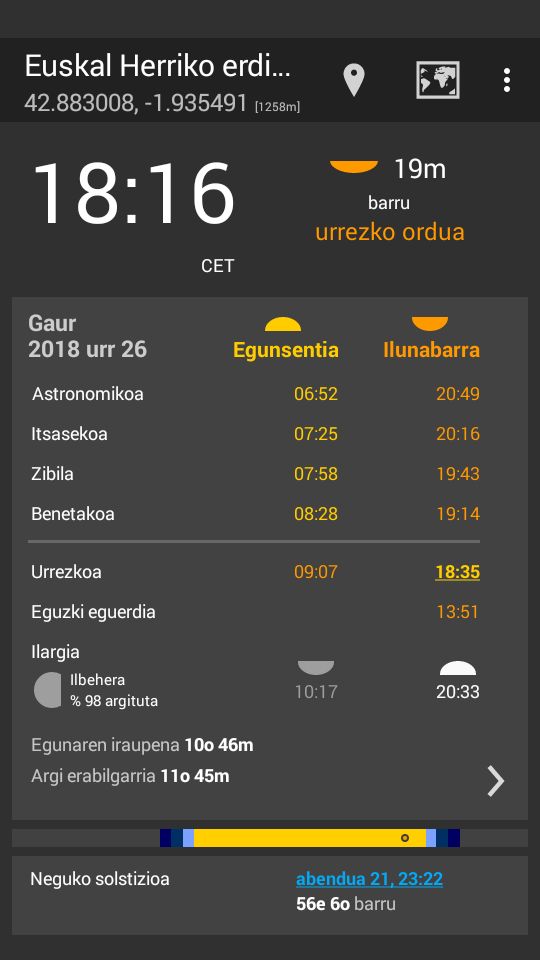 Euskal Herriko erdi...
42.883008, -1.935491 [1258m]
18:16
CET
19m
barru
urrezko ordua
Gaur
2018 urr 26
Egunsentia Ilunabarra
Astronomikoa 06:52 20:49
Itsasekoa 07:25 20:16
Zibila 07:58 19:43
Benetakoa 08:28 19:14
Urrezkoa 09:07 18:35
Eguzki eguerdia 13:51
Ilargia
Ilbehera
% 98 argituta 10:17 20:33
Egunaren iraupena 10o 46m
Argi erabilgarria 11o 45m
Neguko solstizioa abendua 21, 23:22
56e 6o barru